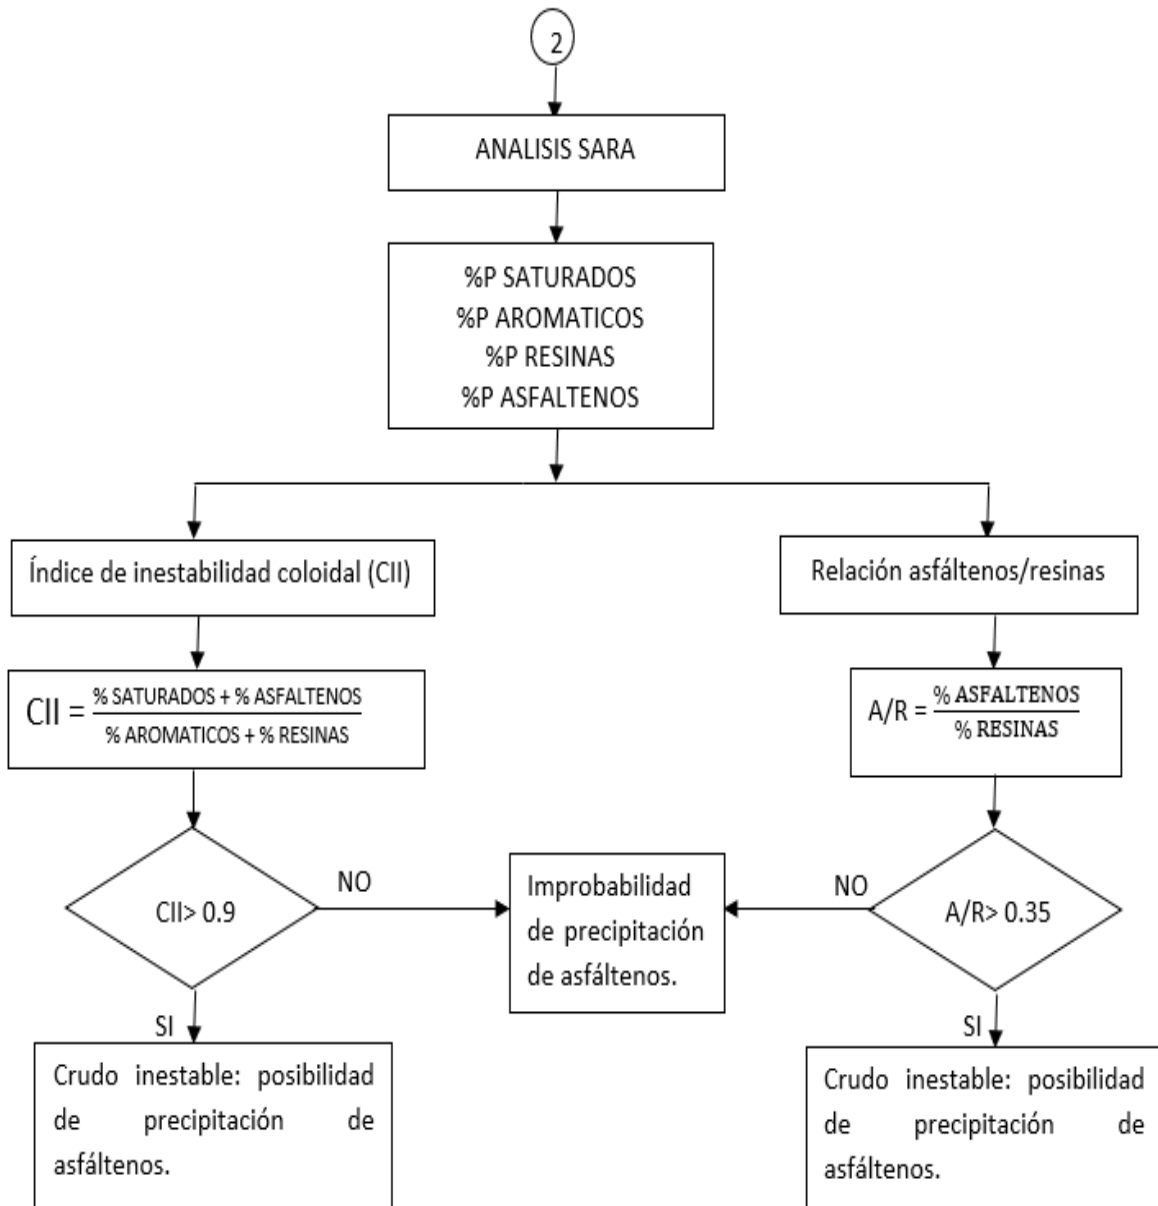 2
ANALISIS SARA
%P SATURADOS
%P AROMATICOS
%P RESINAS
%P ASFALTENOS
Índice de inestabilidad coloidal (CII)
Relación asfáltenos/resinas
CII = % SATURADOS + % ASFALTENOS
% AROMATICOS + % RESINAS
A/R = % ASFALTENOS
% RESINAS
CII> 0.9
NO
Improbabilidad
de precipitación
de asfáltenos.
NO
A/R> 0.35
SI
Crudo inestable: posibilidad
de precipitación de
asfáltenos.
SI
Crudo inestable: posibilidad
de precipitación de
asfáltenos.